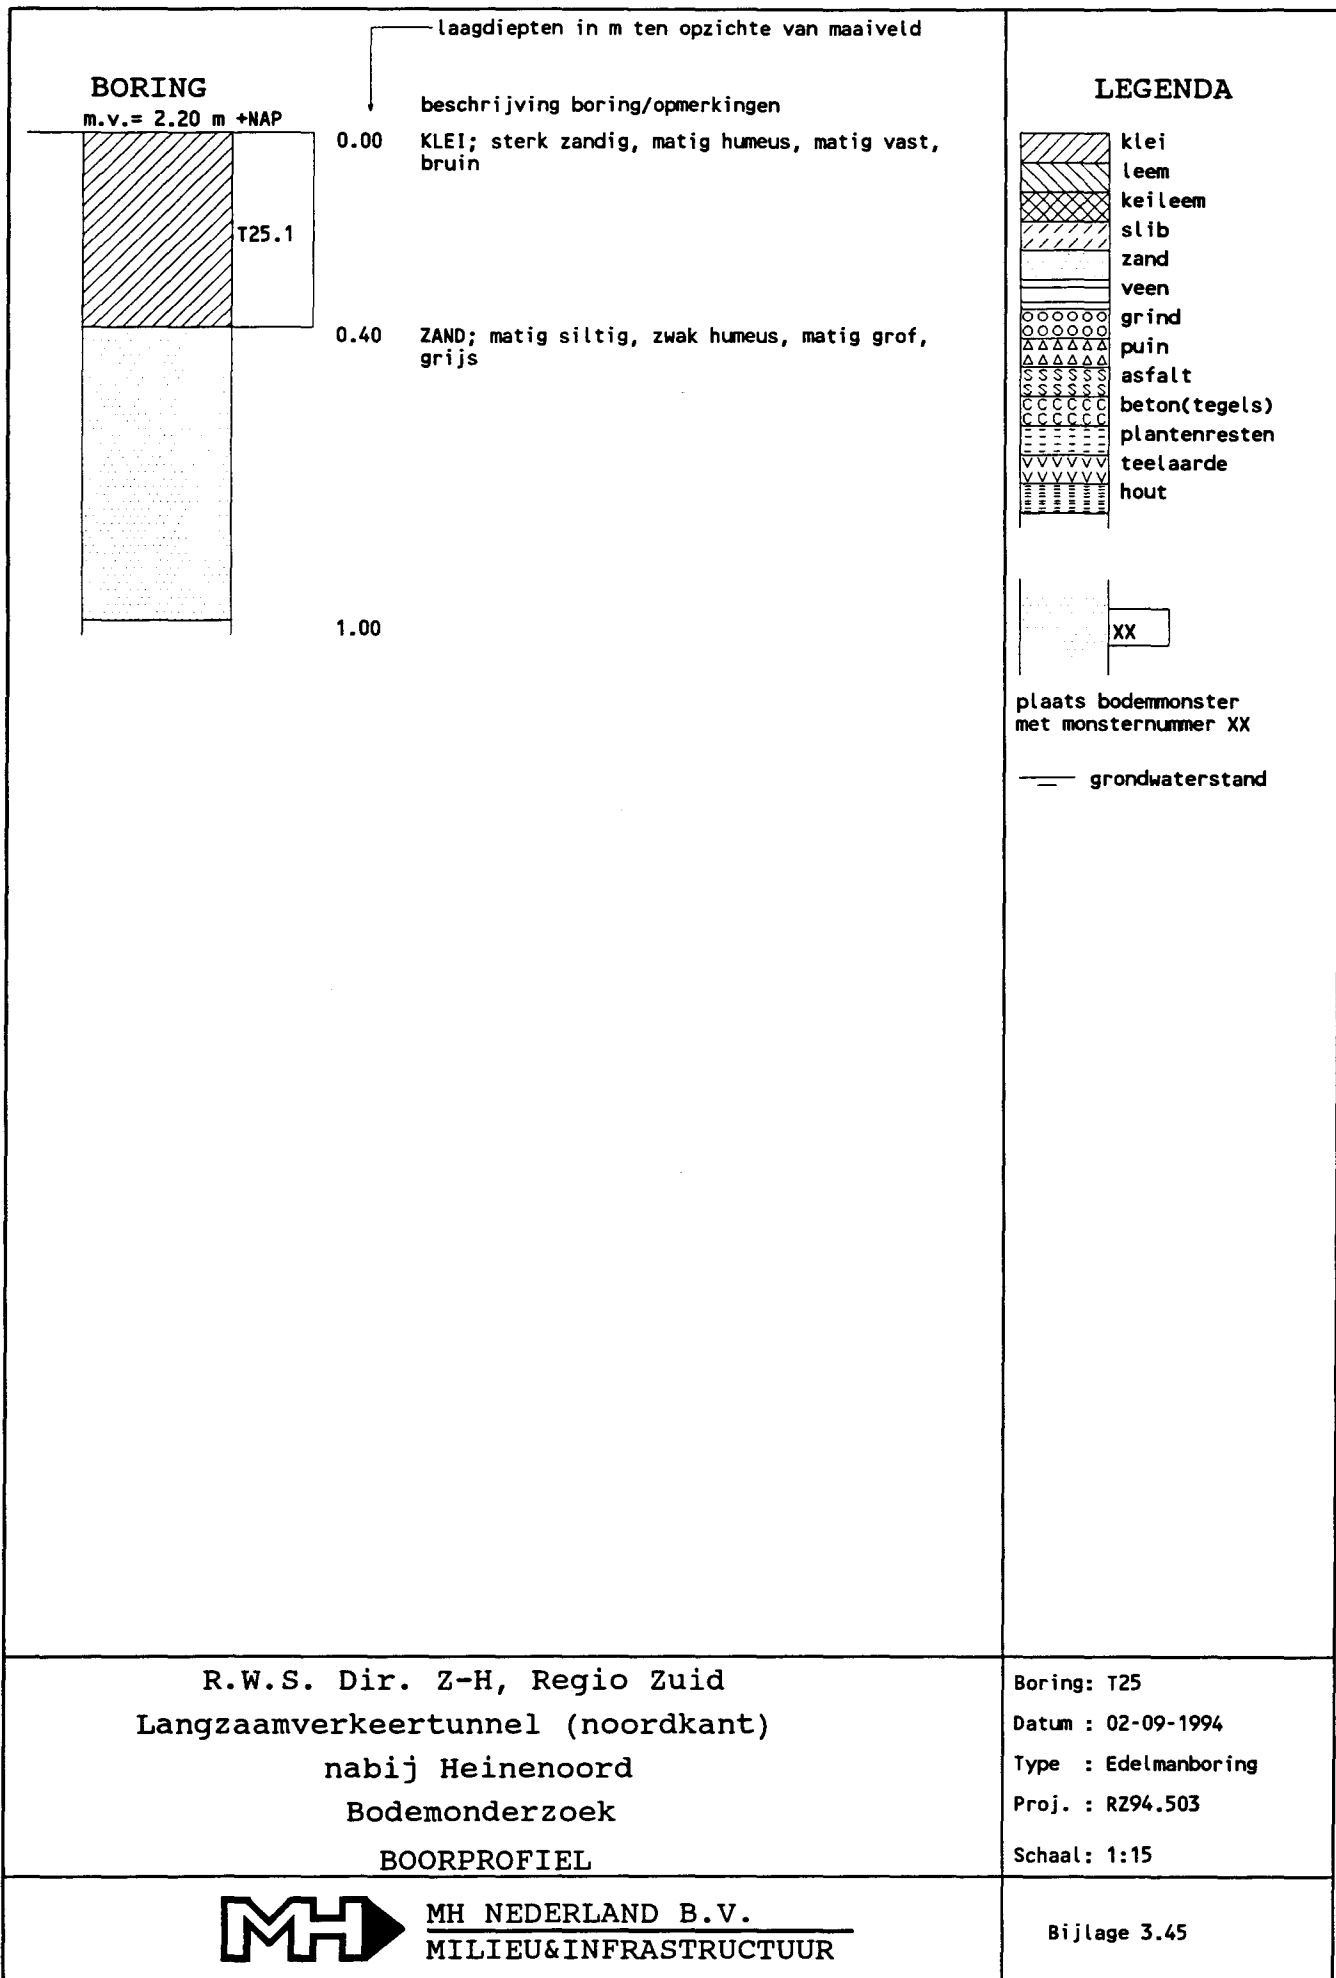 laagdiepten in m ten opzichte van maaiveld
BORING
m.v.= 2.20 m +NAP
beschrijving boring/opmerkingen
0.00 KLEI; sterk zandig, matig humeus, matig vast,
bruin
T25.1
0.40 ZAND; matig siltig, zwak humeus, matig grof,
grijs
1.00
LEGENDA
klei
leem
keileem
slib
zand
veen
grind
puin
asfalt
beton(tegels)
plantenresten
teelaarde
hout
XX
plaats bodemmonster
met monsternummer XX
grondwaterstand
R.W.S. Dir. Z-H, Regio Zuid
Langzaamverkeertunnel (noordkant)
nabij Heinenoord
Bodemonderzoek
BOORPROFIEL
Boring: T25
Datum : 02-09-1994
Type : Edelmanboring
Proj. : RZ94.503
Schaal: 1:15
MH
MH NEDERLAND B.V.
MILIEU&INFRASTRUCTUUR
Bijlage 3.45